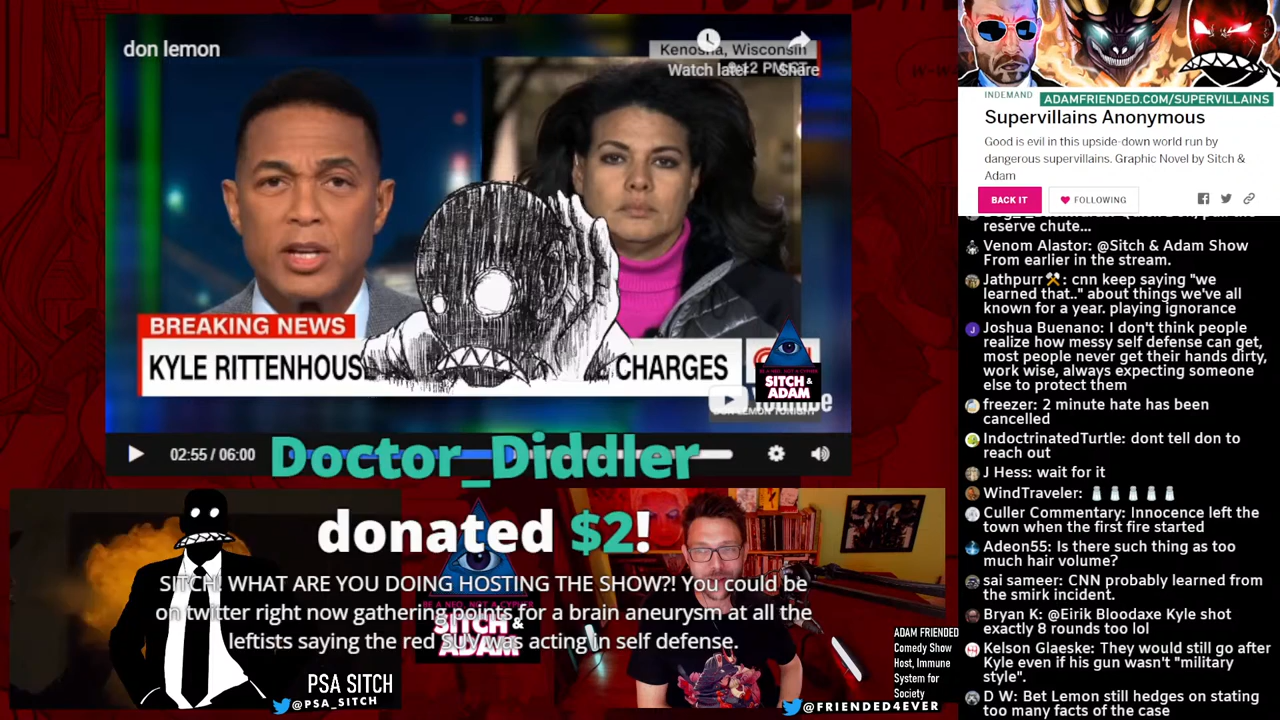 don lemon
Kenosha, Wisconsin
Watch later
Share
BREAKING NEWS
KYLE RITTENHOUS
CHARGES
SITCH &
ADAM
DON LEMON TONIGHT
02:55 / 06:00
Doctor_Diddler
donated $2!
SITCH! WHAT ARE YOU DOING HOSTING THE SHOW?! You could be
on twitter right now gathering points for a brain aneurysm at all the
leftists saying the red SUV was acting in self defense.
BE A NEO, NOT A CYPHER
SITCH &
ADAM
PSA SITCH
@PSA_SITCH
ADAM FRIENDED
Comedy Show
Host, Immune
System for
Society
@FRIENDED4EVER
INDEMAND
ADAMFRIENDED.COM/SUPERVILLAINS
Supervillains Anonymous
Good is evil in this upside-down world run by
dangerous supervillains. Graphic Novel by Sitch &
Adam
BACK IT
FOLLOWING
reserve chute...
Venom Alastor: @Sitch & Adam Show
From earlier in the stream.
Jathpurr⚒: cnn keep saying "we
learned that.." about things we've all
known for a year. playing ignorance
Joshua Buenano: I don't think people
realize how messy self defense can get,
most people never get their hands dirty,
work wise, always expecting someone
else to protect them
freezer: 2 minute hate has been
cancelled
IndoctrinatedTurtle: dont tell don to
reach out
J Hess: wait for it
WindTraveler: 🧂🧂🧂🧂🧂
Culler Commentary: Innocence left the
town when the first fire started
Adeon55: Is there such thing as too
much hair volume?
sai sameer: CNN probably learned from
the smirk incident.
Bryan K: @Eirik Bloodaxe Kyle shot
exactly 8 rounds too lol
Kelson Glaeske: They would still go after
Kyle even if his gun wasn't "military
style".
D W: Bet Lemon still hedges on stating
too many facts of the case